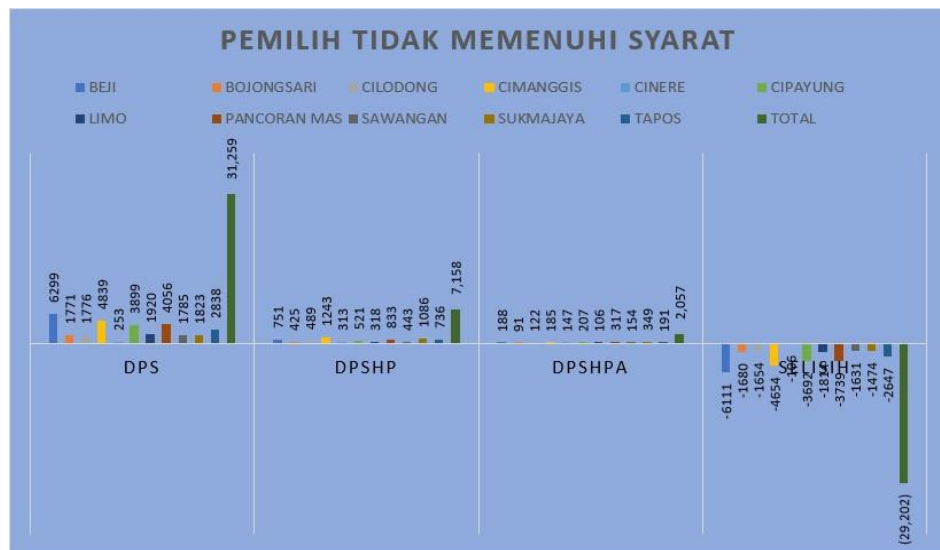 PEMILIH TIDAK MEMENUHI SYARAT
BEJI BOJONGSARI CILODONG CIMANGGIS CINERE CIPAYUNG
LIMO PANCORAN MAS SAWANGAN SUKMAJAYA TAPOS TOTAL
6299 1771 1776 4839 253 3899 1920 4056 1785 1823 2838 31,259
751 425 489 1243 313 521 318 833 443 1086 736 7,158
188 91 122 185 147 207 106 317 154 349 191 2,057
DPS DPSHP DPSHPA SELISIH
-6111 -1680 -1654 -4654 -106 -3692 -1814 -3739 -1631 -1474 -2647 (29,202)